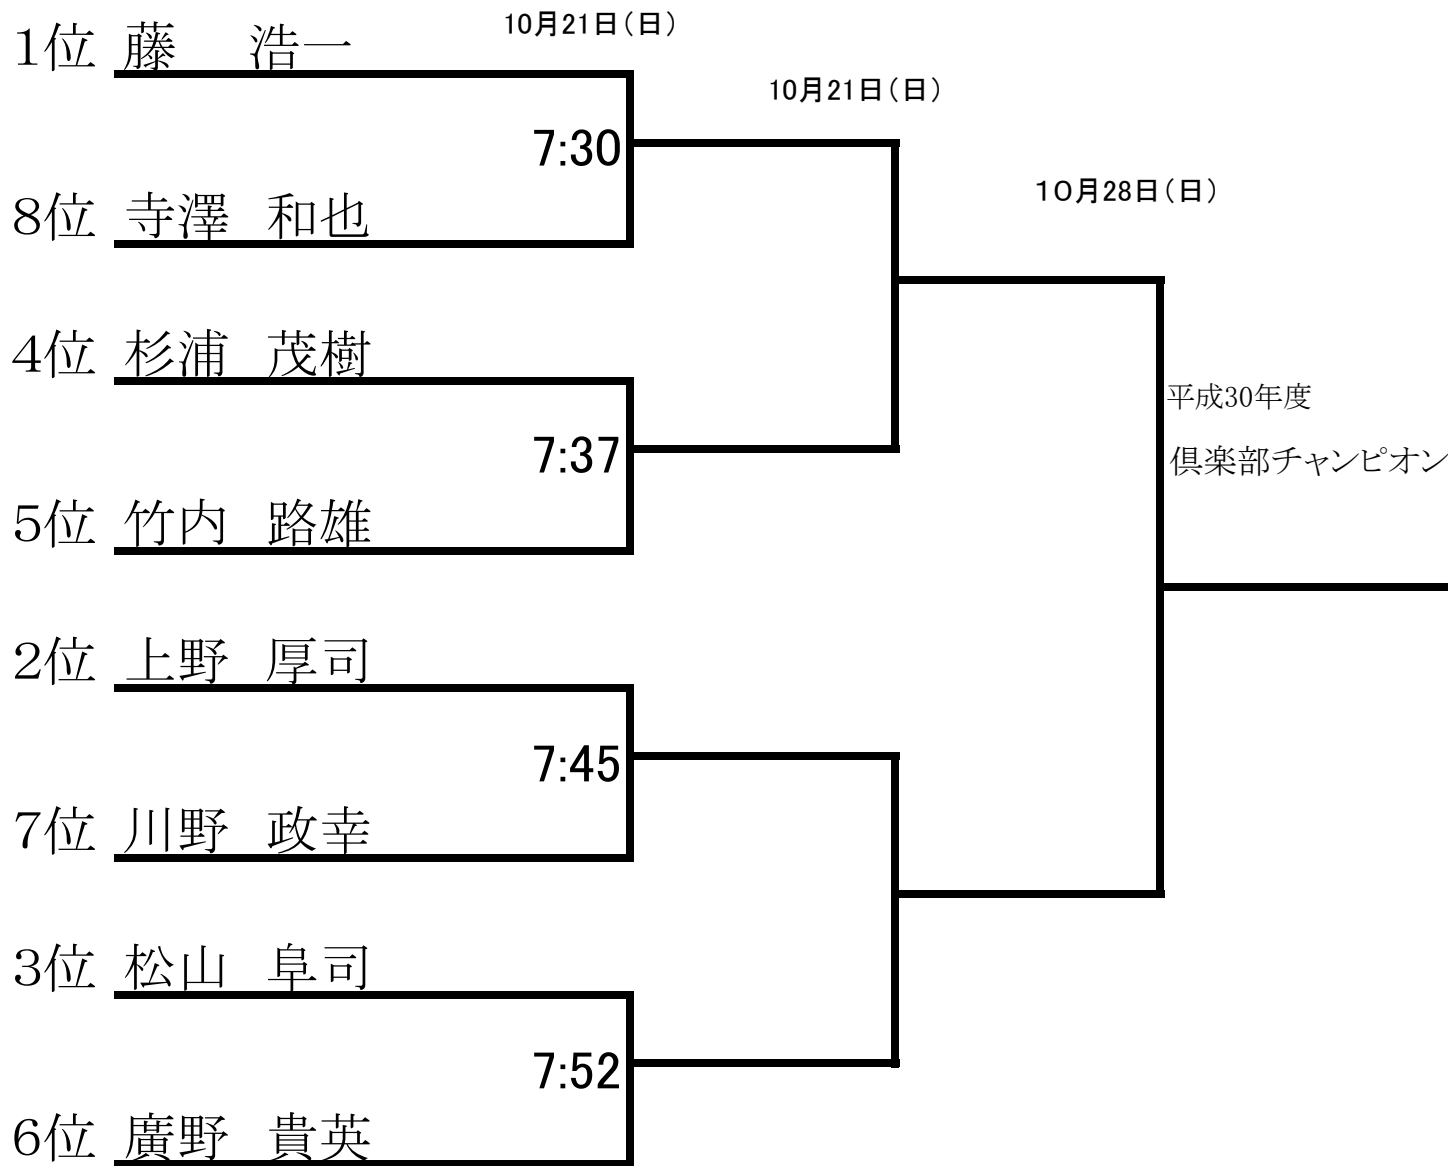 1位 藤　浩一
10月21日(日)
10月21日(日)
7:30
10月28日(日)
8位 寺澤 和也
4位 杉浦 茂樹
平成30年度
7:37
倶楽部チャンピオン
5位 竹内 路雄
2位 上野 厚司
7:45
7位 川野 政幸
3位 松山 阜司
7:52
6位 廣野 貴英